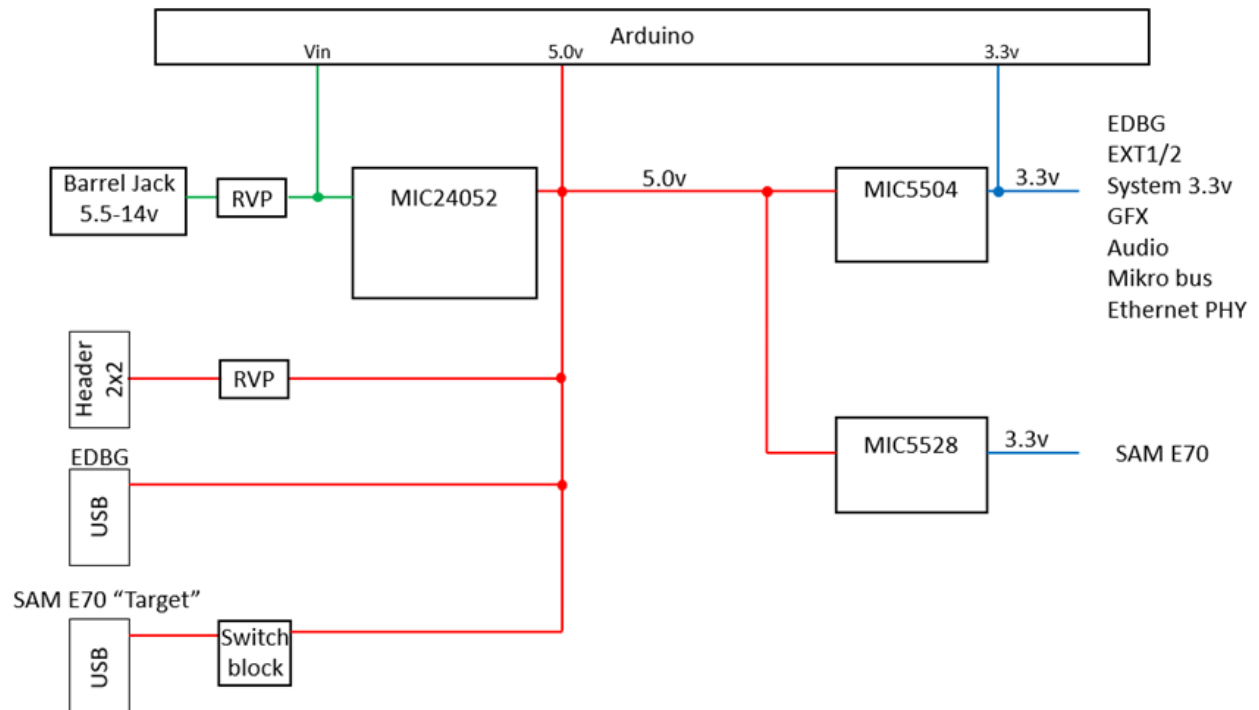 Arduino
Vin
5.0v
3.3v
Barrel Jack
5.5-14v
RVP
MIC24052
5.0v
MIC5504
3.3v
EDBG
EXT1/2
System 3.3v
GFX
Audio
Mikro bus
Ethernet PHY
Header
2x2
RVP
EDBG
USB
MIC5528
3.3v
SAM E70
SAM E70 “Target”
USB
Switch
block